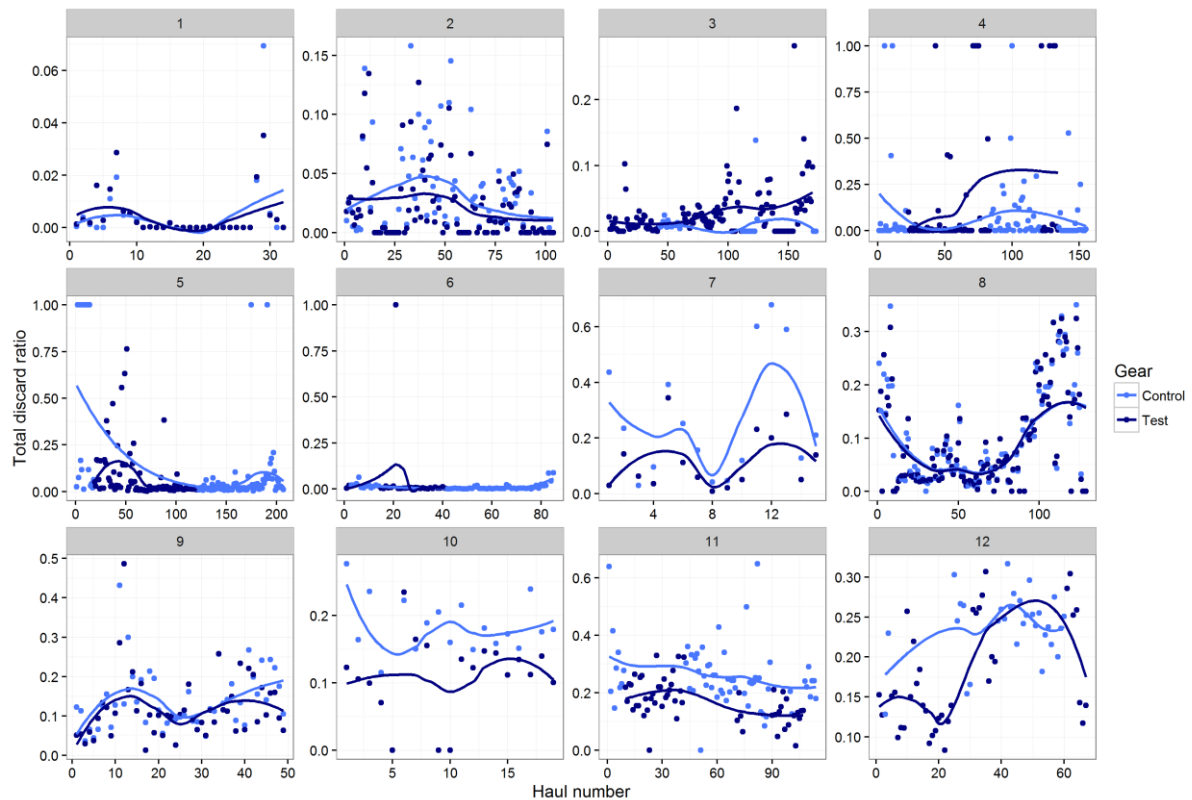 1 2 3 4
0.06 0.15 0.2 1.00
0.04 0.10 0.75
0.02 0.05 0.1 0.50
0.00 0.00 0.0 0.25
0.00
0 10 20 30 0 25 50 75 100 0 50 100 150 0 50 100 150
5 6 7 8
1.00 1.00 0.6 0.3
0.75 0.75 0.4 0.2
0.50 0.50 0.2 0.1
0.25 0.25 0.0 0.0
0.00 0.00
0 50 100 150 200 0 20 40 60 80 4 8 12 0 50 100
9 10 11 12
0.5 0.2 0.6 0.30
0.4 0.1 0.4 0.25
0.3 0.0 0.2 0.20
0.2 0.0 0.15
0.1 0.10
0.0
0 10 20 30 40 50 5 10 15 0 30 60 90 0 20 40 60
Total discard ratio
Haul number
Gear
Control
Test